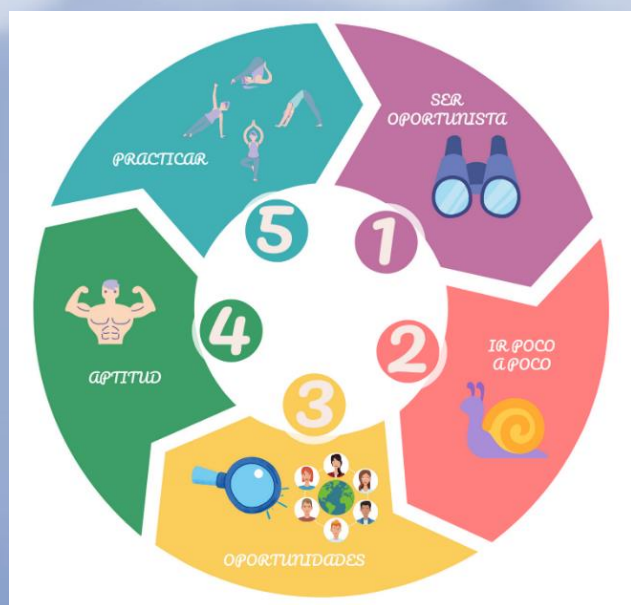 1
SER
OPORTUNISTA
2
IR POCO
A POCO
3
OPORTUNIDADES
4
APTITUD
5
PRACTICAR